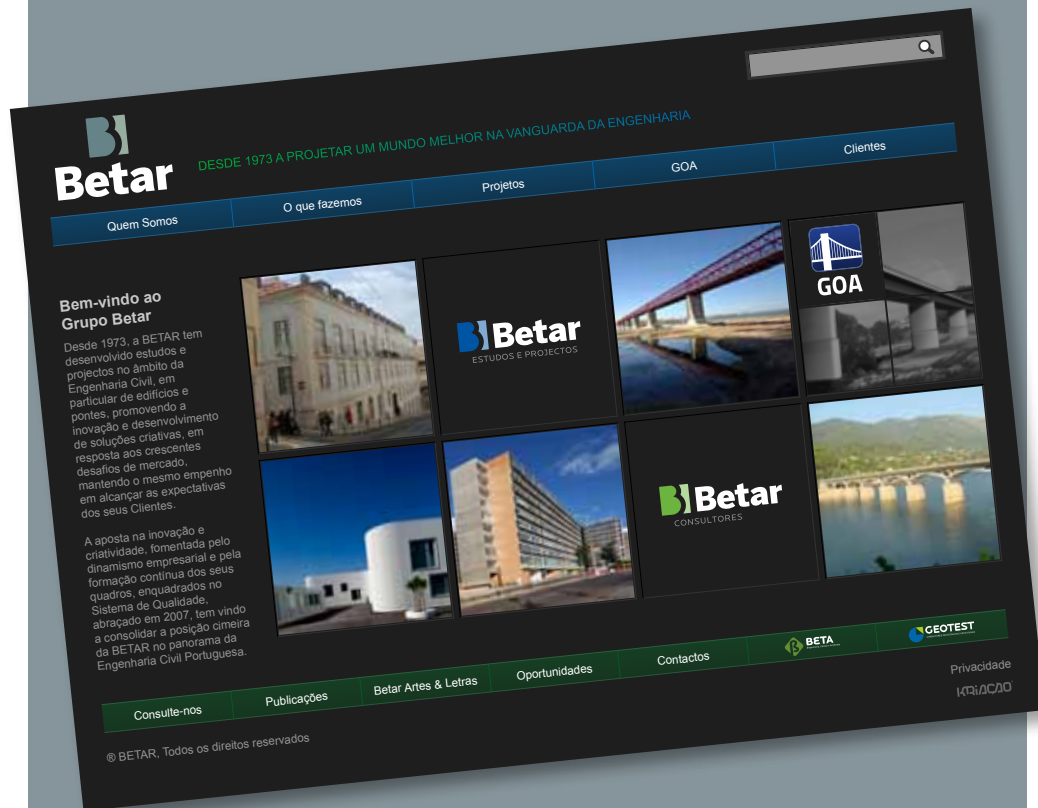 Betar
DESDE 1973 A PROJETAR UM MUNDO MELHOR NA VANGUARDA DA ENGENHARIA
Quem Somos
O que fazemos
Projetos
GOA
Clientes
Bem-vindo ao
Grupo Betar
Desde 1973, a BETAR tem
desenvolvido estudos e
projectos no âmbito da
Engenharia Civil, em
particular de edifícios e
pontes, promovendo a
inovação e desenvolvimento
de soluções criativas, em
resposta aos crescentes
desafios de mercado,
mantendo o mesmo empenho
em alcançar as expectativas
dos seus Clientes.
A aposta na inovação e
criatividade, fomentada pelo
dinamismo empresarial e pela
formação contínua dos seus
quadros, enquadrados no
Sistema de Qualidade,
abraçado em 2007, tem vindo
a consolidar a posição cimeira
da BETAR no panorama da
Engenharia Civil Portuguesa.
Betar
ESTUDOS E PROJECTOS
GOA
Betar
CONSULTORES
Consulte-nos
Publicações
Betar Artes & Letras
Oportunidades
Contactos
BETA
GEOTEST
Privacidade
KRIACAO
® BETAR, Todos os direitos reservados